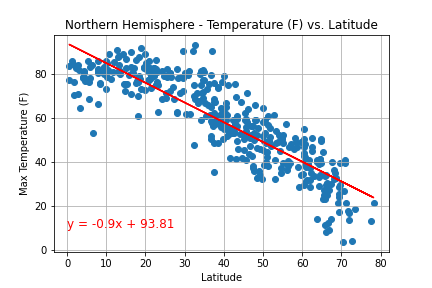 Northern Hemisphere - Temperature (F) vs. Latitude
Max Temperature (F)
80
60
40
20
0
y = -0.9x + 93.81
0 10 20 30 40 50 60 70 80
Latitude